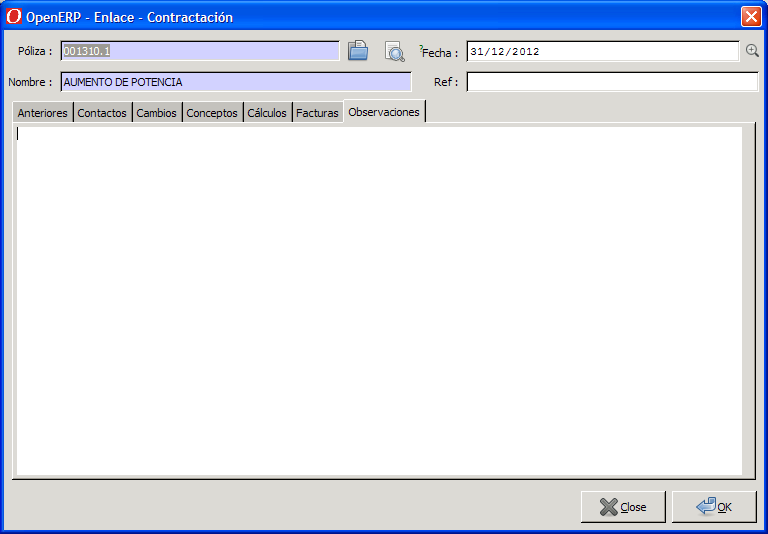 OpenERP - Enlace - Contractación
Póliza : 001310.1 ?Fecha : 31/12/2012
Nombre : AUMENTO DE POTENCIA Ref :
Anteriores Contactos Cambios Conceptos Cálculos Facturas Observaciones
Close OK